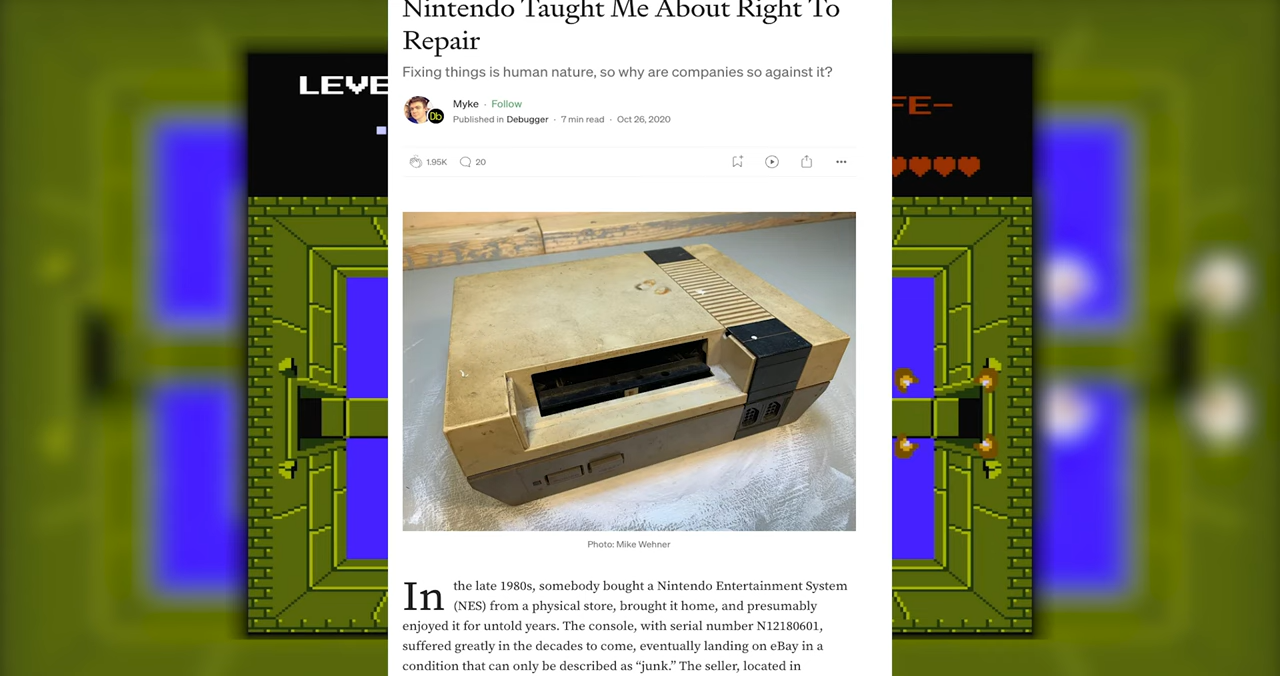 Nintendo Taught Me About Right To
Repair
Fixing things is human nature, so why are companies so against it?
Myke · Follow
Db
Published in Debugger · 7 min read · Oct 26, 2020
1.95K 20
LEVE
FE-
Photo: Mike Wehner
In the late 1980s, somebody bought a Nintendo Entertainment System
(NES) from a physical store, brought it home, and presumably
enjoyed it for untold years. The console, with serial number N12180601,
suffered greatly in the decades to come, eventually landing on eBay in a
condition that can only be described as “junk.” The seller, located in